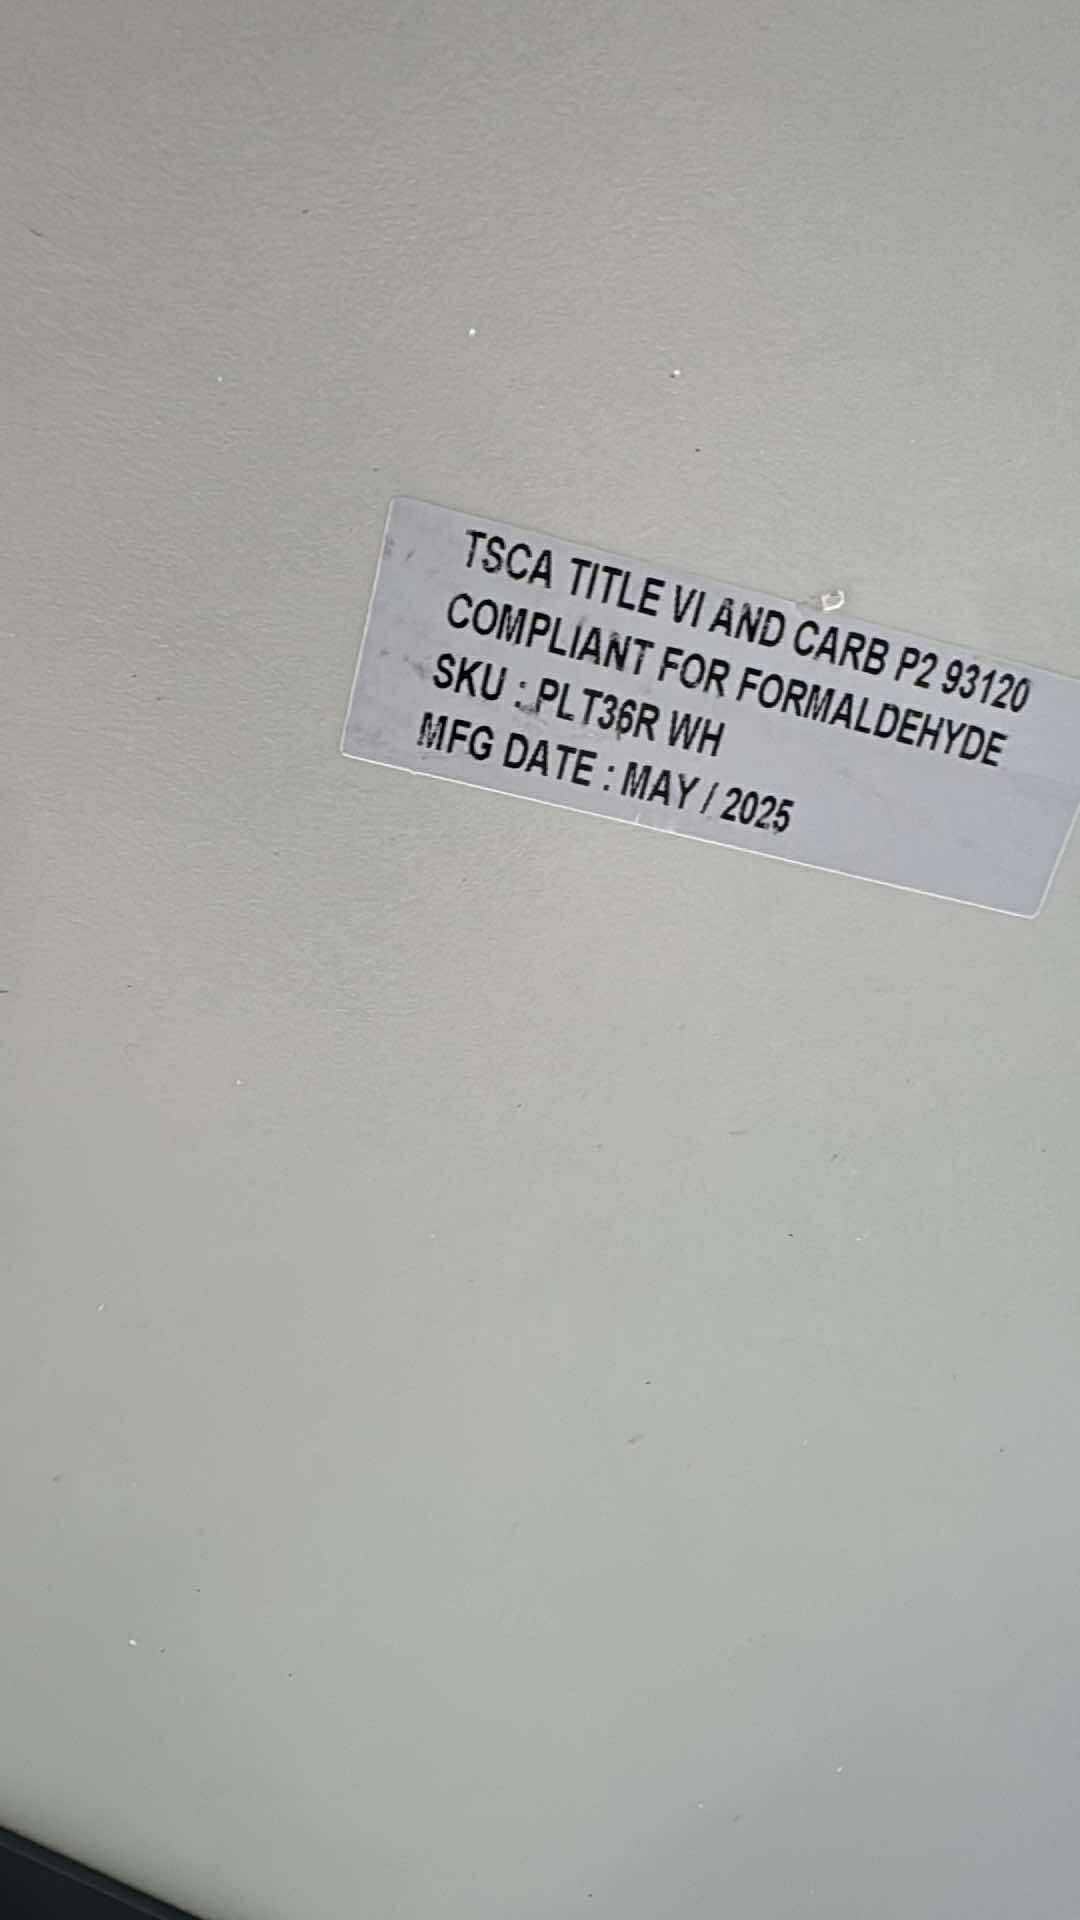 TSCA TITLE VI AND CARB P2 93120
COMPLIANT FOR FORMALDEHYDE
SKU : PLT36R WH
MFG DATE : MAY / 2025